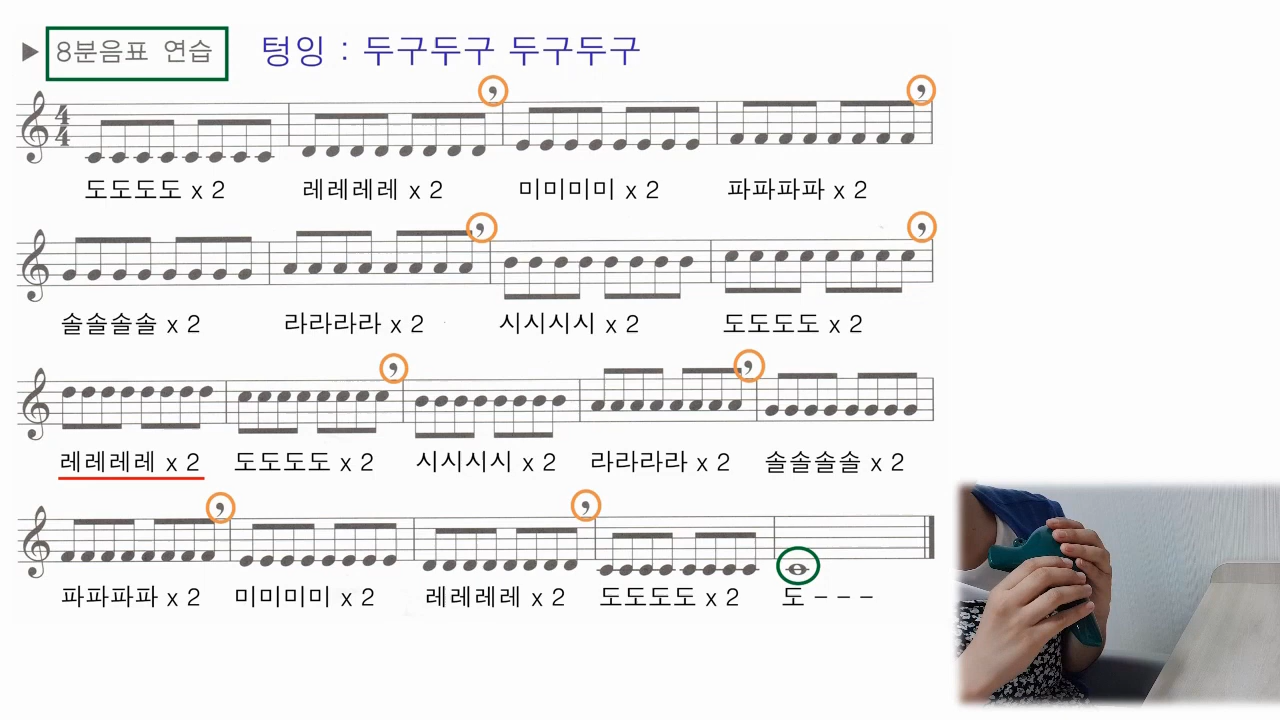 ▶ 8분음표 연습 텅잉 : 두구두구 두구두구
4
4
도도도도 x 2 레레레레 x 2 미미미미 x 2 파파파파 x 2
솔솔솔솔 x 2 라라라라 x 2 시시시시 x 2 도도도도 x 2
레레레레 x 2 도도도도 x 2 시시시시 x 2 라라라라 x 2 솔솔솔솔 x 2
파파파파 x 2 미미미미 x 2 레레레레 x 2 도도도도 x 2 도 - - -